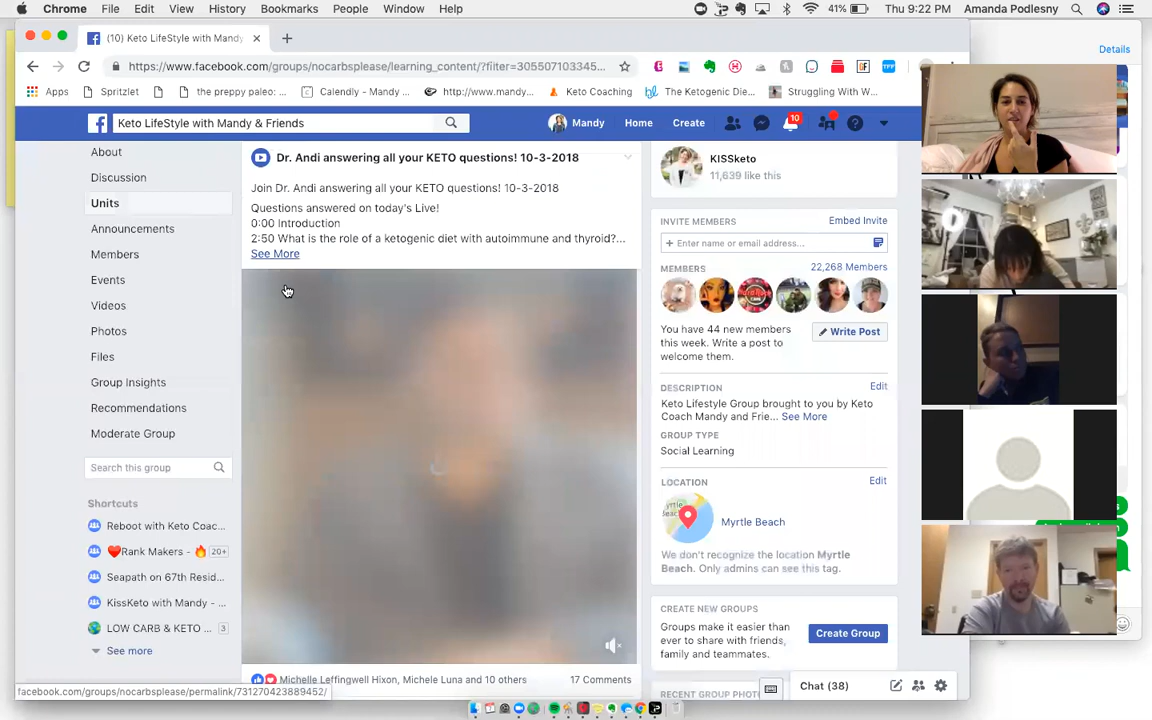 Chrome File Edit View History Bookmarks People Window Help 41% Thu 9:22 PM Amanda Podlesny
Details
(10) Keto LifeStyle with Mandy
https://www.facebook.com/groups/nocarbsplease/learning_content/?filter=305507103345...
Apps Spritzlet the preppy paleo: ... Calendly - Mandy ... http://www.mandy... Keto Coaching The Ketogenic Die... Struggling With W...
Keto LifeStyle with Mandy & Friends Mandy Home Create 10
About
Discussion
Units
Announcements
Members
Events
Videos
Photos
Files
Group Insights
Recommendations
Moderate Group
Search this group
Shortcuts
Reboot with Keto Coac...
❤️Rank Makers - 🔥 20+
Seapath on 67th Resid...
KissKeto with Mandy - ...
LOW CARB & KETO ... 3
See more
Dr. Andi answering all your KETO questions! 10-3-2018
Join Dr. Andi answering all your KETO questions! 10-3-2018
Questions answered on today's Live!
0:00 Introduction
2:50 What is the role of a ketogenic diet with autoimmune and thyroid?...
See More
Michelle Leffingwell Hixon, Michele Luna and 10 others 17 Comments
KISSketo
11,639 like this
INVITE MEMBERS Embed Invite
+ Enter name or email address...
MEMBERS 22,268 Members
You have 44 new members
this week. Write a post to
welcome them.
Write Post
DESCRIPTION Edit
Keto Lifestyle Group brought to you by Keto
Coach Mandy and Frie... See More
GROUP TYPE
Social Learning
LOCATION Edit
Myrtle Beach
Myrtle Beach
We don't recognize the location Myrtle
Beach. Only admins can see this tag.
CREATE NEW GROUPS
Groups make it easier than
ever to share with friends,
family and teammates.
Create Group
RECENT GROUP PHOT
Chat (38)
facebook.com/groups/nocarbsplease/permalink/731270423889452/